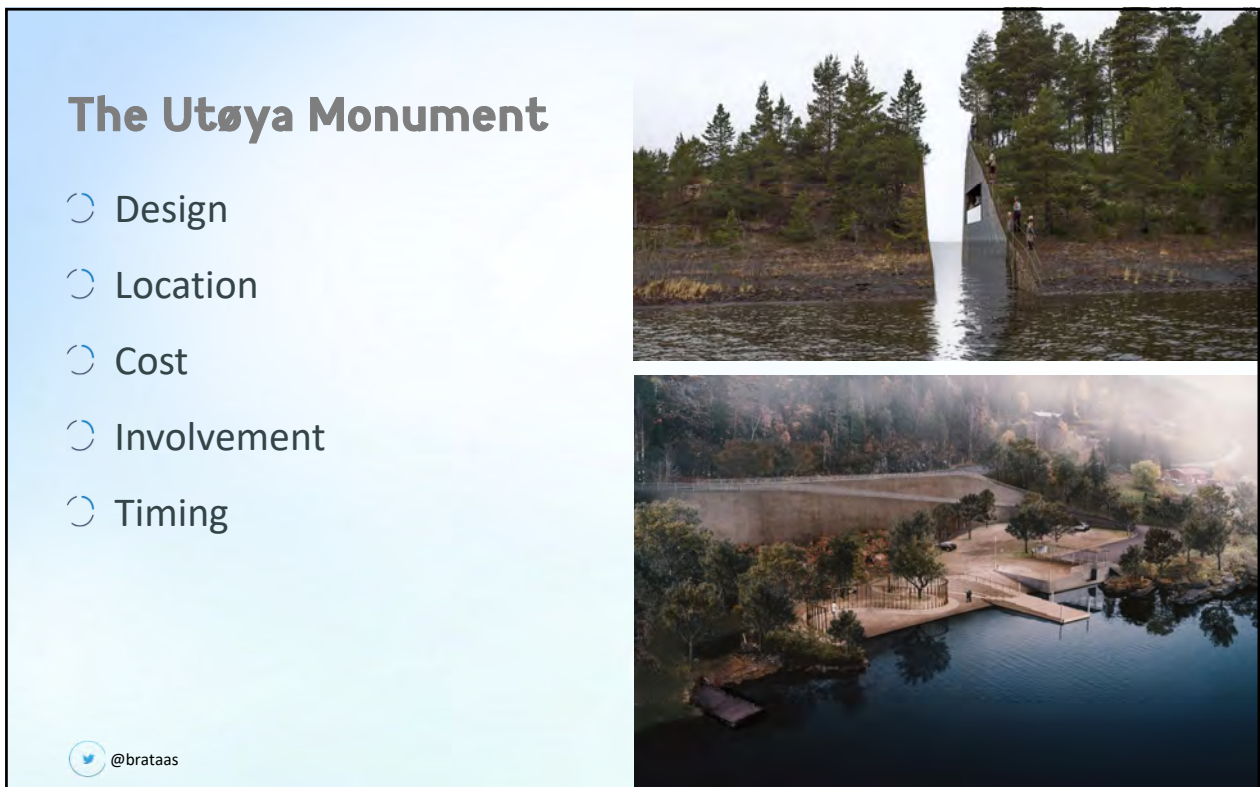 The Utøya Monument
Design
Location
Cost
Involvement
Timing
@brataas